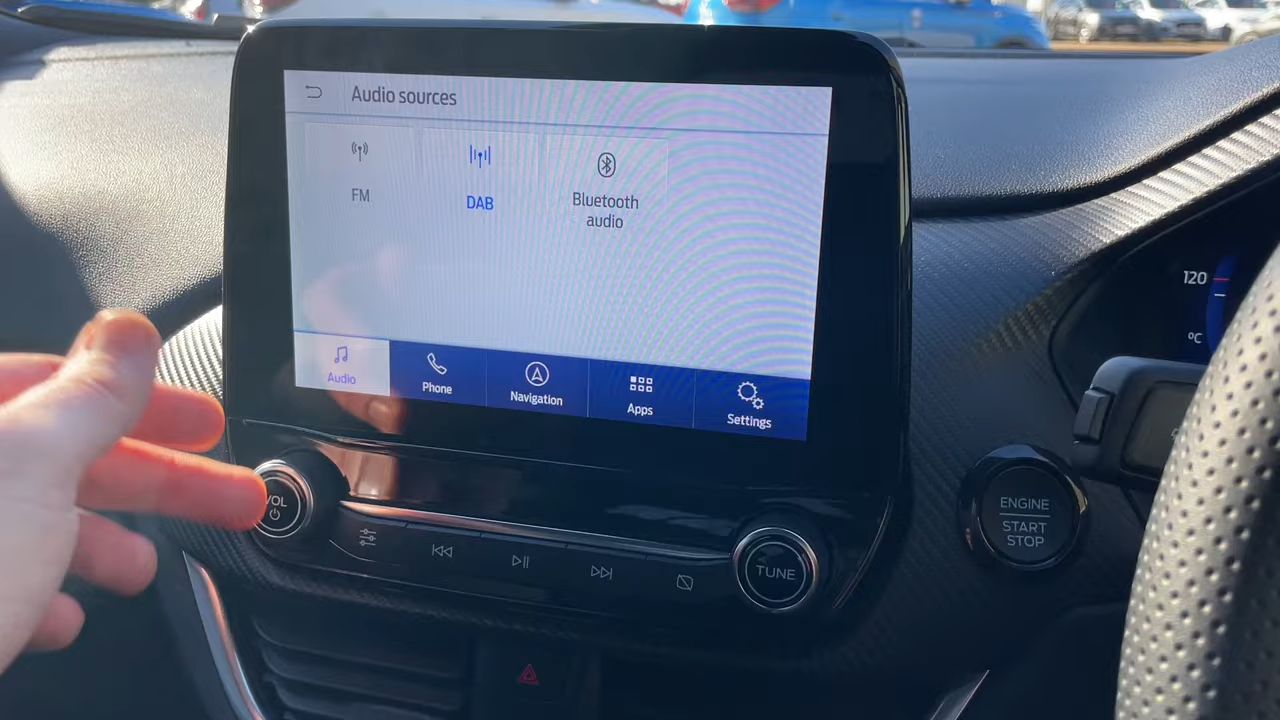 Audio sources
FM
DAB
Bluetooth
audio
Audio
Phone
Navigation
Apps
Settings
VOL
TUNE
ENGINE
START
STOP
120
°C